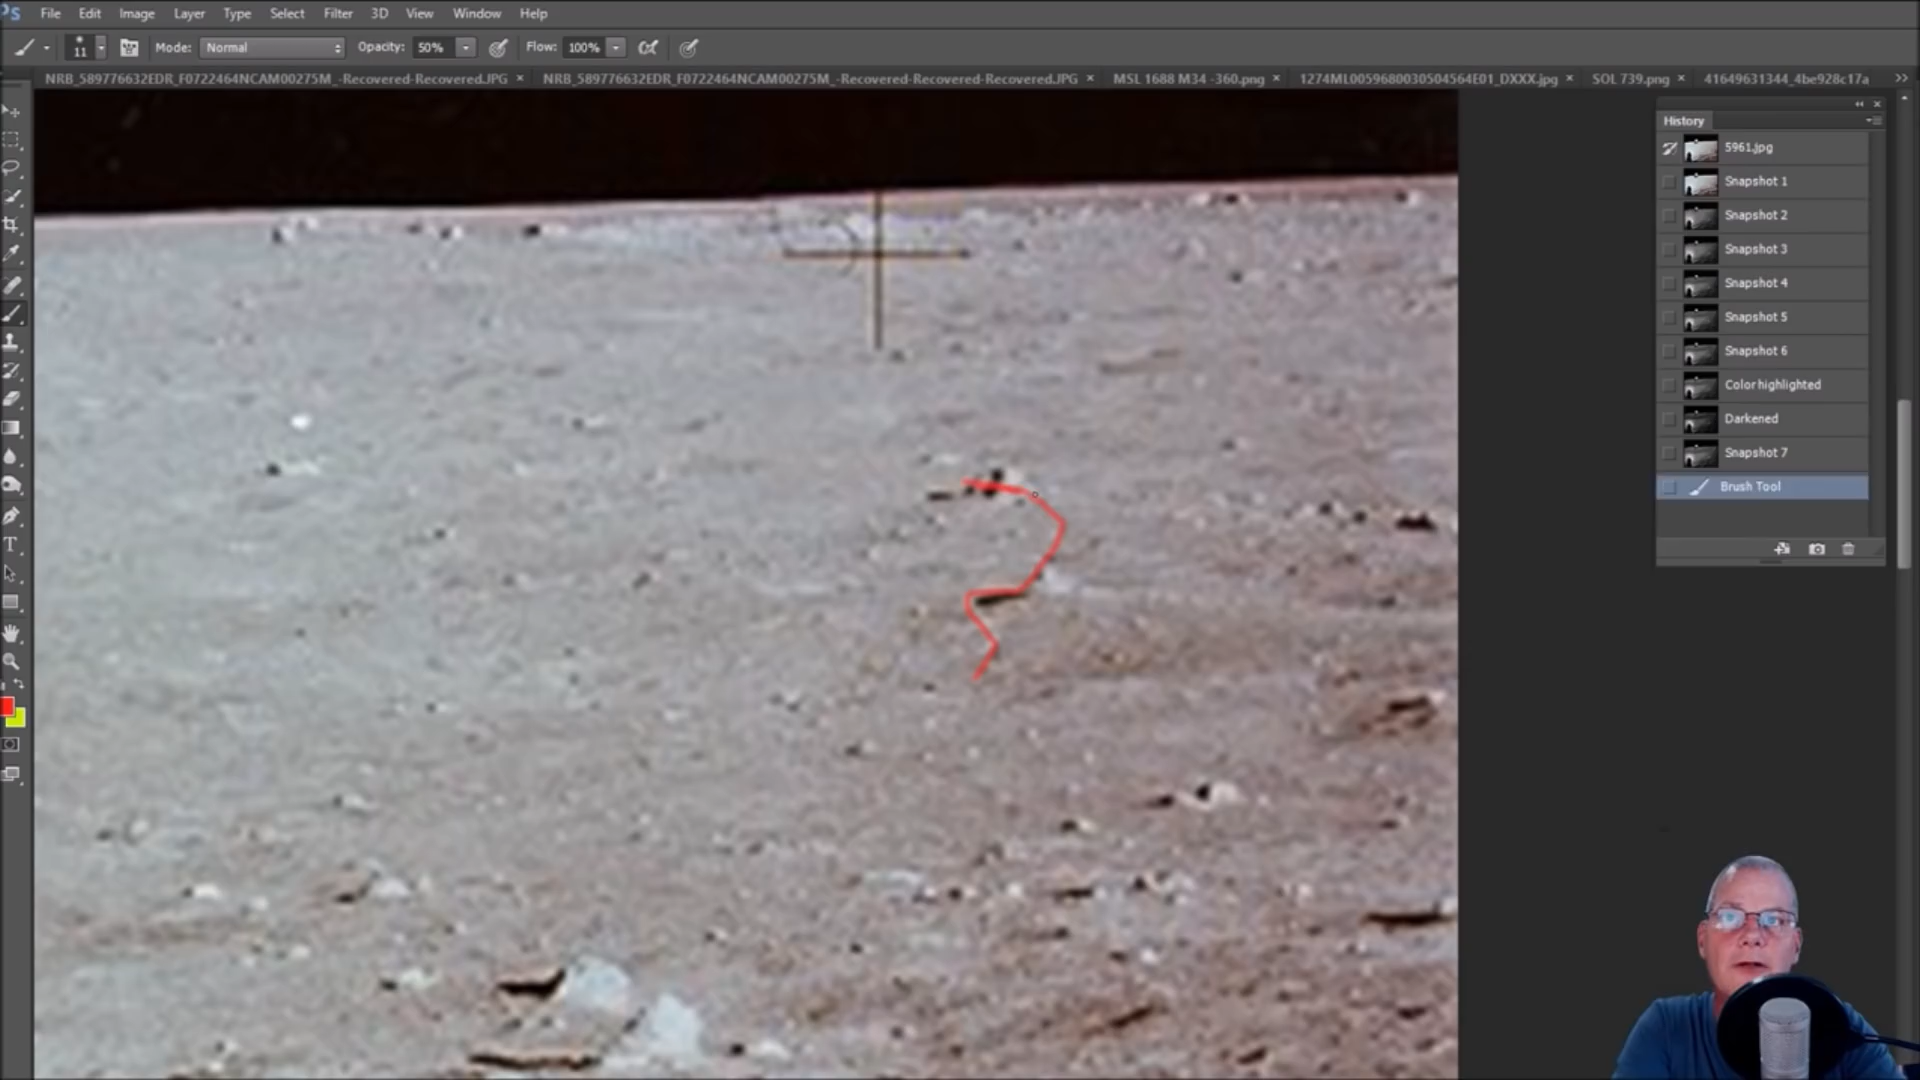 Ps File Edit Image Layer Type Select Filter 3D View Window Help
11 Mode: Normal Opacity: 50% Flow: 100%
NRB_589776632EDR_F0722464NCAM00275M_-Recovered-Recovered.JPG × NRB_589776632EDR_F0722464NCAM00275M_-Recovered-Recovered-Recovered.JPG × MSL 1688 M34 -360.png × 1274ML0059680030504564E01_DXXX.jpg × SOL 739.png × 41649631344_4be928c17a
History
5961.jpg
Snapshot 1
Snapshot 2
Snapshot 3
Snapshot 4
Snapshot 5
Snapshot 6
Color highlighted
Darkened
Snapshot 7
Brush Tool
T